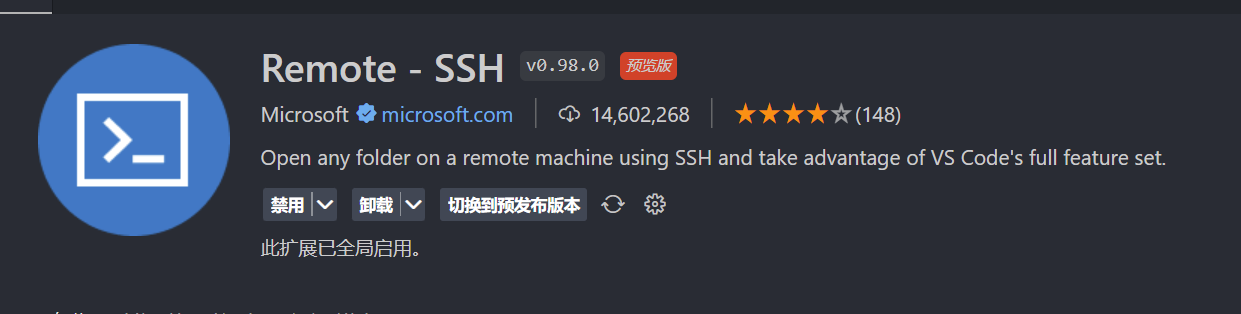 Remote - SSH v0.98.0 预览版
Microsoft microsoft.com 14,602,268 (148)
Open any folder on a remote machine using SSH and take advantage of VS Code's full feature set.
禁用 卸载 切换到预发布版本
此扩展已全局启用。